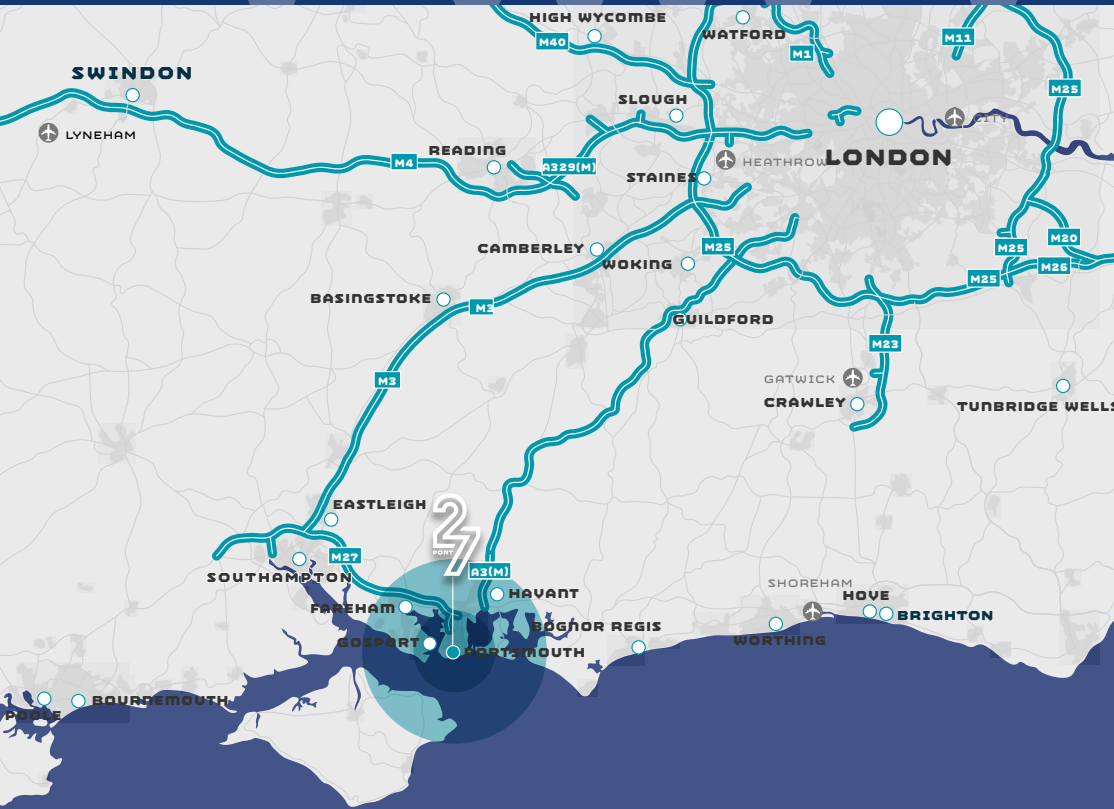 HIGH WYCOMBE
WATFORD
M40
M1
M11
SWINDON
M25
SLOUGH
CITY
LYNEHAM
READING
M4
A329(M)
HEATHROW
LONDON
STAINES
CAMBERLEY
WOKING
M25
M25
M20
M26
M25
BASINGSTOKE
M3
GUILDFORD
M23
M3
GATWICK
CRAWLEY
TUNBRIDGE WELLS
EASTLEIGH
27
PORT
M27
SOUTHAMPTON
A3(M)
HAVANT
FAREHAM
SHOREHAM
HOVE
BRIGHTON
BOGNOR REGIS
GOSPORT
PORTSMOUTH
WORTHING
BOURNEMOUTH
POOLE